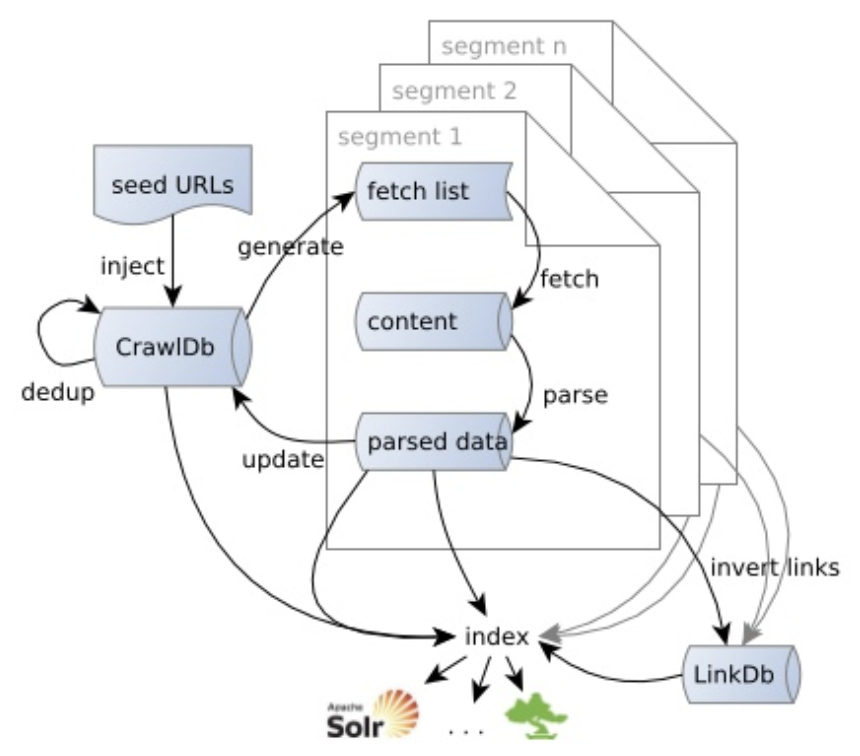 segment n
segment 2
segment 1
seed URLs
fetch list
generate
inject
fetch
content
CrawlDb
dedup
parse
parsed data
update
invert links
index
LinkDb
Apache
Solr
. . .